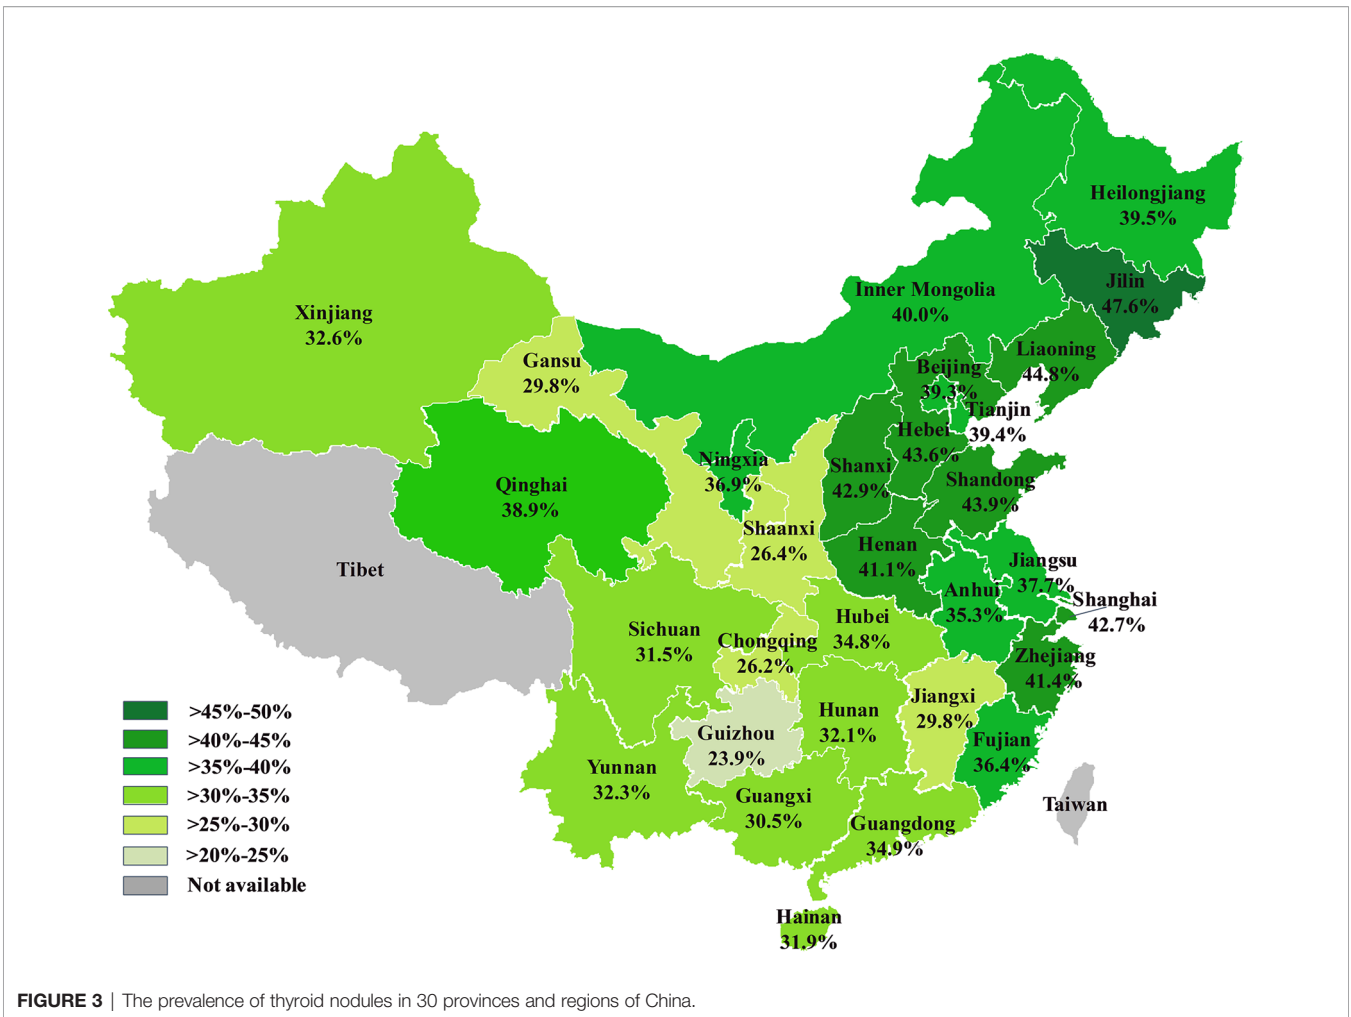 Heilongjiang
39.5%
Jilin
47.6%
Inner Mongolia
40.0%
Xinjiang
32.6%
Liaoning
44.8%
Gansu
29.8%
Beijing
39.3%
Tianjin
39.4%
Hebei
43.6%
Ningxia
36.9%
Shanxi
42.9%
Shandong
43.9%
Qinghai
38.9%
Shaanxi
26.4%
Henan
41.1%
Jiangsu
37.7%
Tibet
Anhui
35.3%
Shanghai
42.7%
Hubei
34.8%
Sichuan
31.5%
Chongqing
26.2%
Zhejiang
41.4%
Jiangxi
29.8%
Hunan
32.1%
Guizhou
23.9%
Fujian
36.4%
Yunnan
32.3%
Guangxi
30.5%
Guangdong
34.9%
Taiwan
Hainan
31.9%
>45%-50%
>40%-45%
>35%-40%
>30%-35%
>25%-30%
>20%-25%
Not available
FIGURE 3 | The prevalence of thyroid nodules in 30 provinces and regions of China.